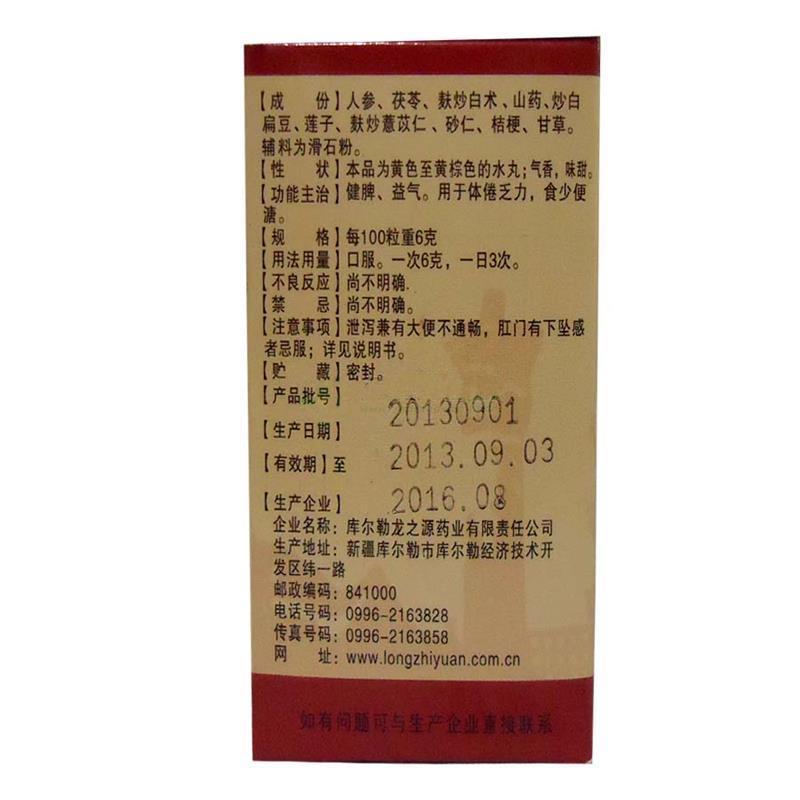 【成　份】人参、茯苓、麸炒白术、山药、炒白
扁豆、莲子、麸炒薏苡仁、砂仁、桔梗、甘草。
辅料为滑石粉。
【性　状】本品为黄色至黄棕色的水丸；气香，味甜。
【功能主治】健脾、益气。用于体倦乏力，食少便
溏。
【规　格】每100粒重6克
【用法用量】口服。一次6克，一日3次。
【不良反应】尚不明确.
【禁　忌】尚不明确。
【注意事项】泄泻兼有大便不通畅，肛门有下坠感
者忌服；详见说明书。
【贮　藏】密封。
【产品批号】20130901
【生产日期】2013.09.03
【有效期】至 2016.08
【生产企业】
企业名称：库尔勒龙之源药业有限责任公司
生产地址：新疆库尔勒市库尔勒经济技术开
发区纬一路
邮政编码：841000
电话号码：0996-2163828
传真号码：0996-2163858
网　址：www.longzhiyuan.com.cn
如有问题可与生产企业直接联系